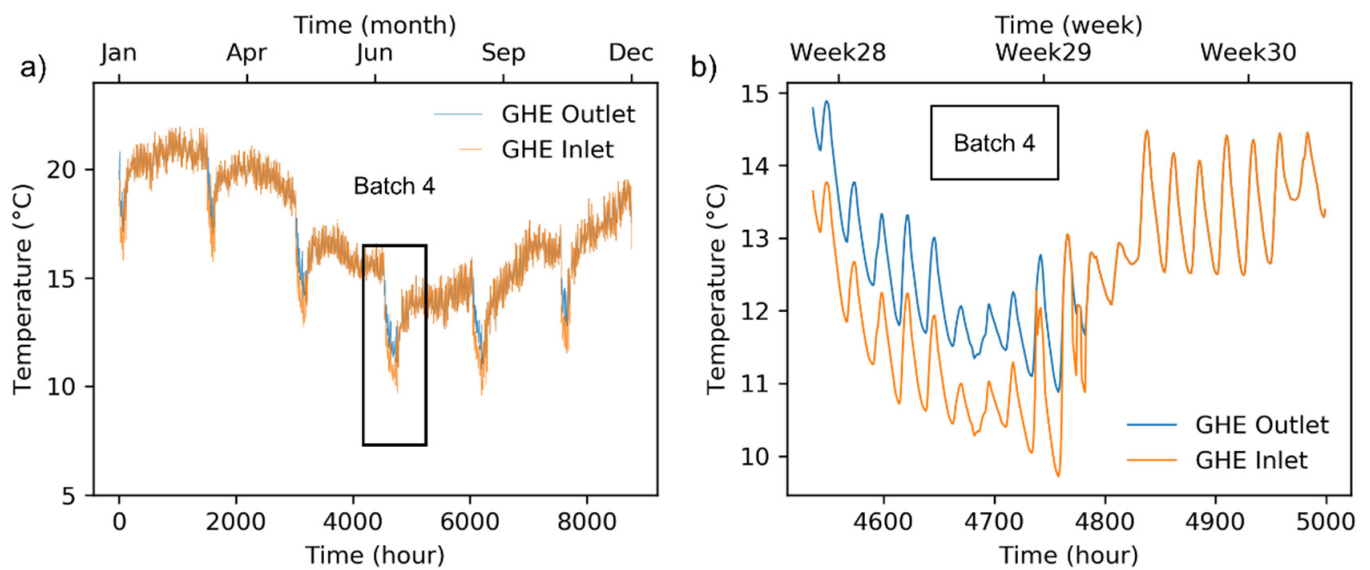 a)
Time (month)
Jan Apr Jun Sep Dec
GHE Outlet
GHE Inlet
Batch 4
Temperature (°C)
20
15
10
5
0 2000 4000 6000 8000
Time (hour)
b)
Time (week)
Week28 Week29 Week30
Batch 4
Temperature (°C)
15
14
13
12
11
10
GHE Outlet
GHE Inlet
4600 4700 4800 4900 5000
Time (hour)